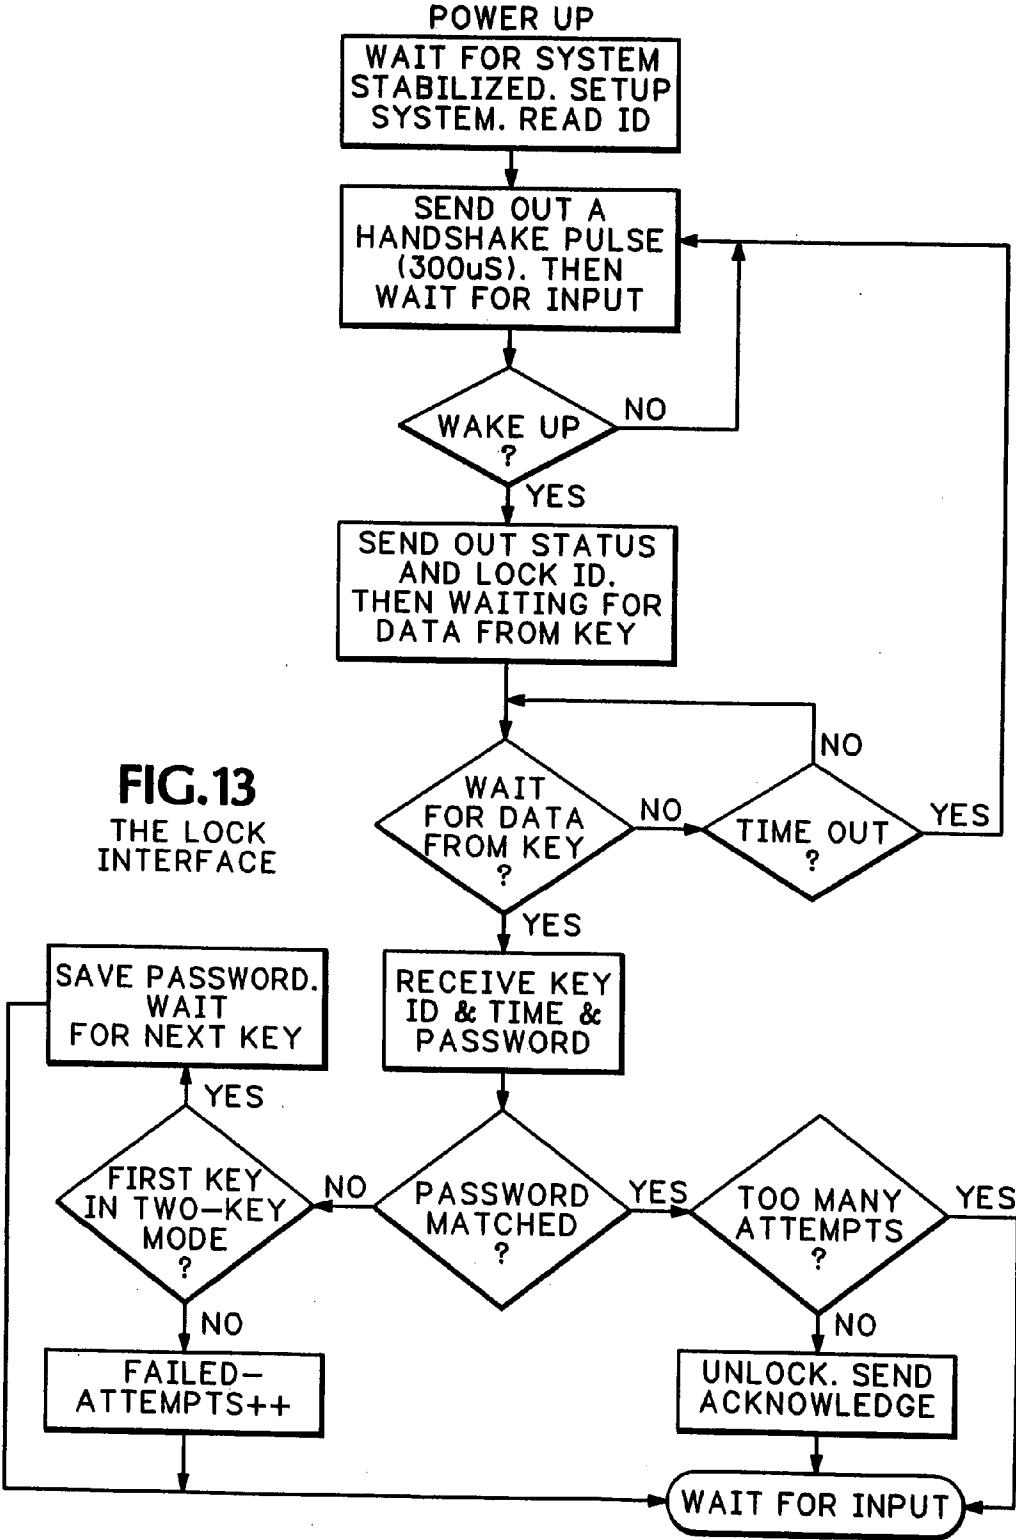 POWER UP
WAIT FOR SYSTEM
STABILIZED. SETUP
SYSTEM. READ ID
SEND OUT A
HANDSHAKE PULSE
(300uS). THEN
WAIT FOR INPUT
WAKE UP
?
NO
YES
SEND OUT STATUS
AND LOCK ID.
THEN WAITING FOR
DATA FROM KEY
WAIT
FOR DATA
FROM KEY
?
NO
TIME OUT
?
NO
YES
YES
FIG.13
THE LOCK
INTERFACE
RECEIVE KEY
ID & TIME &
PASSWORD
SAVE PASSWORD.
WAIT
FOR NEXT KEY
YES
FIRST KEY
IN TWO-KEY
MODE
?
NO
PASSWORD
MATCHED
?
YES
TOO MANY
ATTEMPTS
?
YES
NO
FAILED-
ATTEMPTS++
NO
UNLOCK. SEND
ACKNOWLEDGE
WAIT FOR INPUT